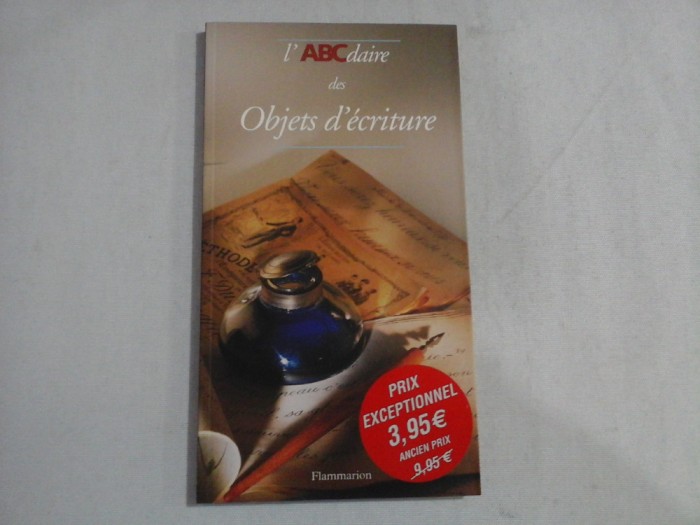 l'ABCdaire
des
Objets d'écriture
PRIX
EXCEPTIONNEL
3,95€
ANCIEN PRIX
9,95€
Flammarion